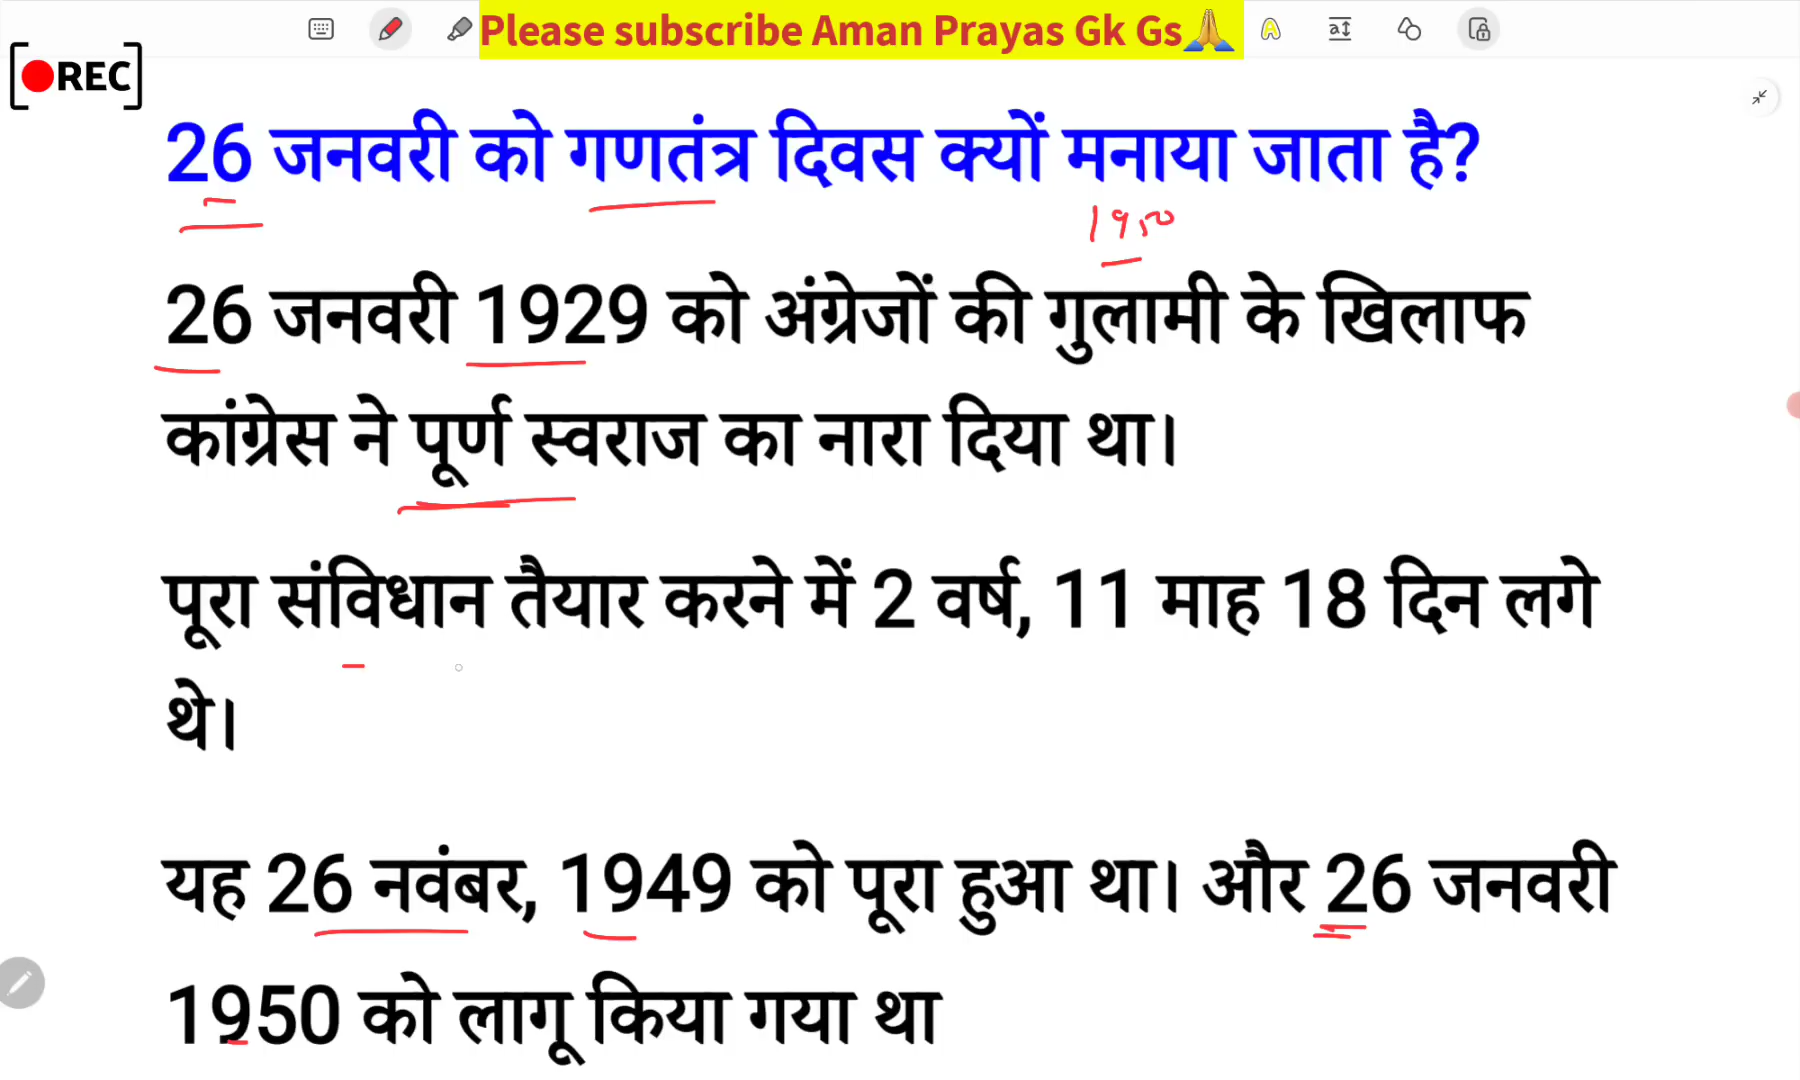 Please subscribe Aman Prayas Gk Gs🙏
REC
26 जनवरी को गणतंत्र दिवस क्यों मनाया जाता है?
1950
26 जनवरी 1929 को अंग्रेजों की गुलामी के खिलाफ
कांग्रेस ने पूर्ण स्वराज का नारा दिया था।
पूरा संविधान तैयार करने में 2 वर्ष, 11 माह 18 दिन लगे
थे।
यह 26 नवंबर, 1949 को पूरा हुआ था। और 26 जनवरी
1950 को लागू किया गया था